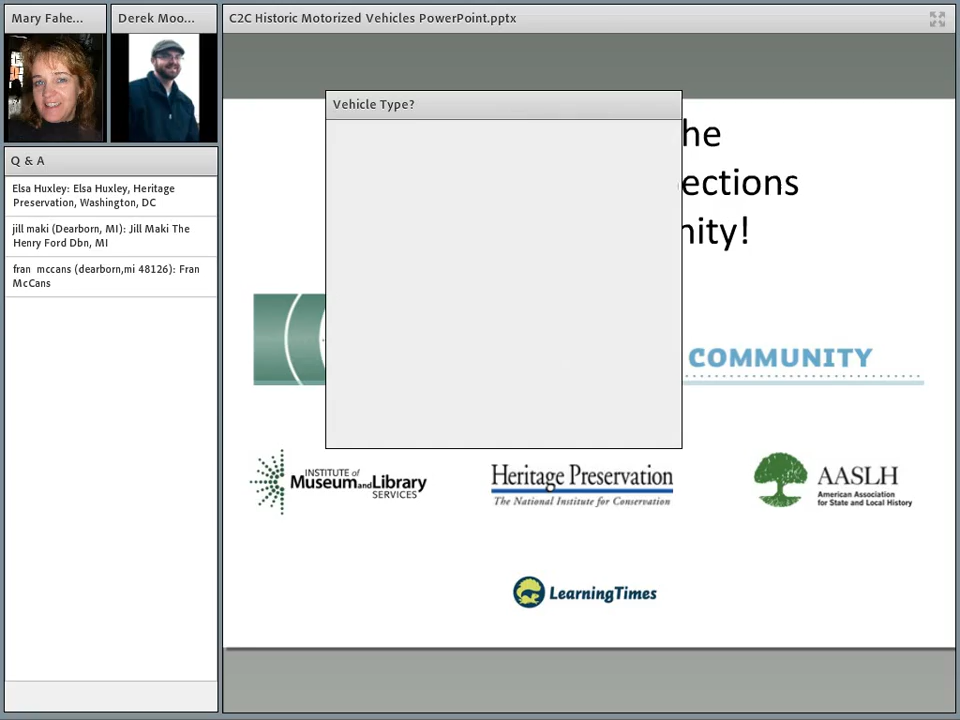 Mary Fahe...
Derek Moo...
C2C Historic Motorized Vehicles PowerPoint.pptx
Q & A
Elsa Huxley: Elsa Huxley, Heritage
Preservation, Washington, DC
jill maki (Dearborn, MI): Jill Maki The
Henry Ford Dbn, MI
fran mccans (dearborn,mi 48126): Fran
McCans
Vehicle Type?
he
ections
nity!
COMMUNITY
INSTITUTE of
Museum and Library
SERVICES
Heritage Preservation
The National Institute for Conservation
AASLH
American Association
for State and Local History
LearningTimes